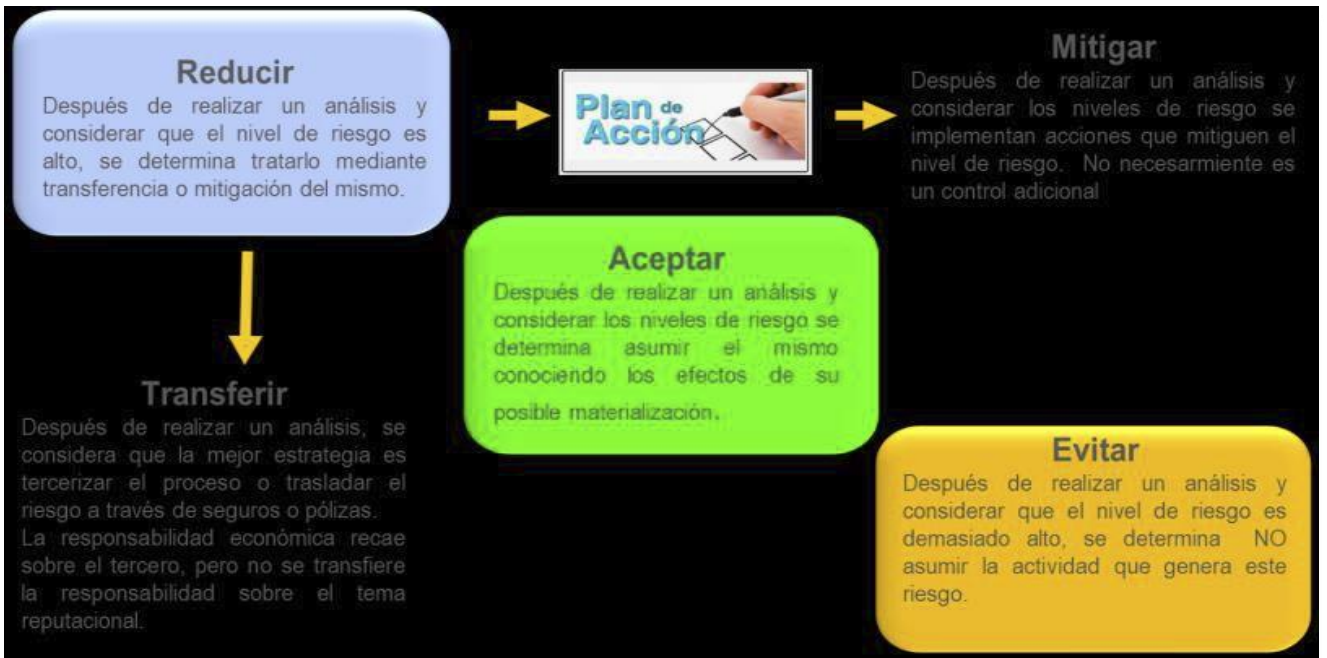 Reducir
Después de realizar un análisis y
considerar que el nivel de riesgo es
alto, se determina tratarlo mediante
transferencia o mitigación del mismo.
Plan de
Acción
Mitigar
Después de realizar un análisis y
considerar los niveles de riesgo se
implementan acciones que mitiguen el
nivel de riesgo. No necesarmiente es
un control adicional
Aceptar
Después de realizar un análisis y
considerar los niveles de riesgo se
determina asumir el mismo
conociendo los efectos de su
posible materialización.
Transferir
Después de realizar un análisis, se
considera que la mejor estrategia es
tercerizar el proceso o trasladar el
riesgo a través de seguros o pólizas.
La responsabilidad económica recae
sobre el tercero, pero no se transfiere
la responsabilidad sobre el tema
reputacional.
Evitar
Después de realizar un análisis y
considerar que el nivel de riesgo es
demasiado alto, se determina NO
asumir la actividad que genera este
riesgo.